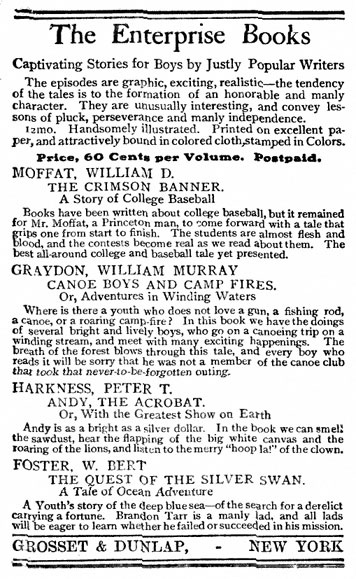 The Enterprise Books
Captivating Stories for Boys by Justly Popular Writers
The episodes are graphic, exciting, realistic—the tendency
of the tales is to the formation of an honorable and manly
character. They are unusually interesting, and convey les-
sons of pluck, perseverance and manly independence.
12mo. Handsomely illustrated. Printed on excellent pa-
per, and attractively bound in colored cloth, stamped in Colors.
Price, 60 Cents per Volume. Postpaid.
MOFFAT, WILLIAM D.
THE CRIMSON BANNER.
A Story of College Baseball
Books have been written about college baseball, but it remained
for Mr. Moffat, a Princeton man, to come forward with a tale that
grips one from start to finish. The students are almost flesh and
blood, and the contests become real as we read about them. The
best all-around college and baseball tale yet presented.
GRAYDON, WILLIAM MURRAY
CANOE BOYS AND CAMP FIRES.
Or, Adventures in Winding Waters
Where is there a youth who does not love a gun, a fishing rod,
a canoe, or a roaring camp-fire? In this book we have the doings
of several bright and lively boys, who go on a canoeing trip on a
winding stream, and meet with many exciting happenings. The
breath of the forest blows through this tale, and every boy who
reads it will be sorry that he was not a member of the canoe club
that took that never-to-be-forgotten outing.
HARKNESS, PETER T.
ANDY, THE ACROBAT.
Or, With the Greatest Show on Earth
Andy is as a bright as a silver dollar. In the book we can smell
the sawdust, hear the flapping of the big white canvas and the
roaring of the lions, and listen to the merry "hoop la!" of the clown.
FOSTER, W. BERT
THE QUEST OF THE SILVER SWAN.
A Tale of Ocean Adventure
A Youth's story of the deep blue sea—of the search for a derelict
carrying a fortune. Brandon Tarr is a manly lad, and all lads
will be eager to learn whether he failed or succeeded in his mission.
GROSSET & DUNLAP, - NEW YORK